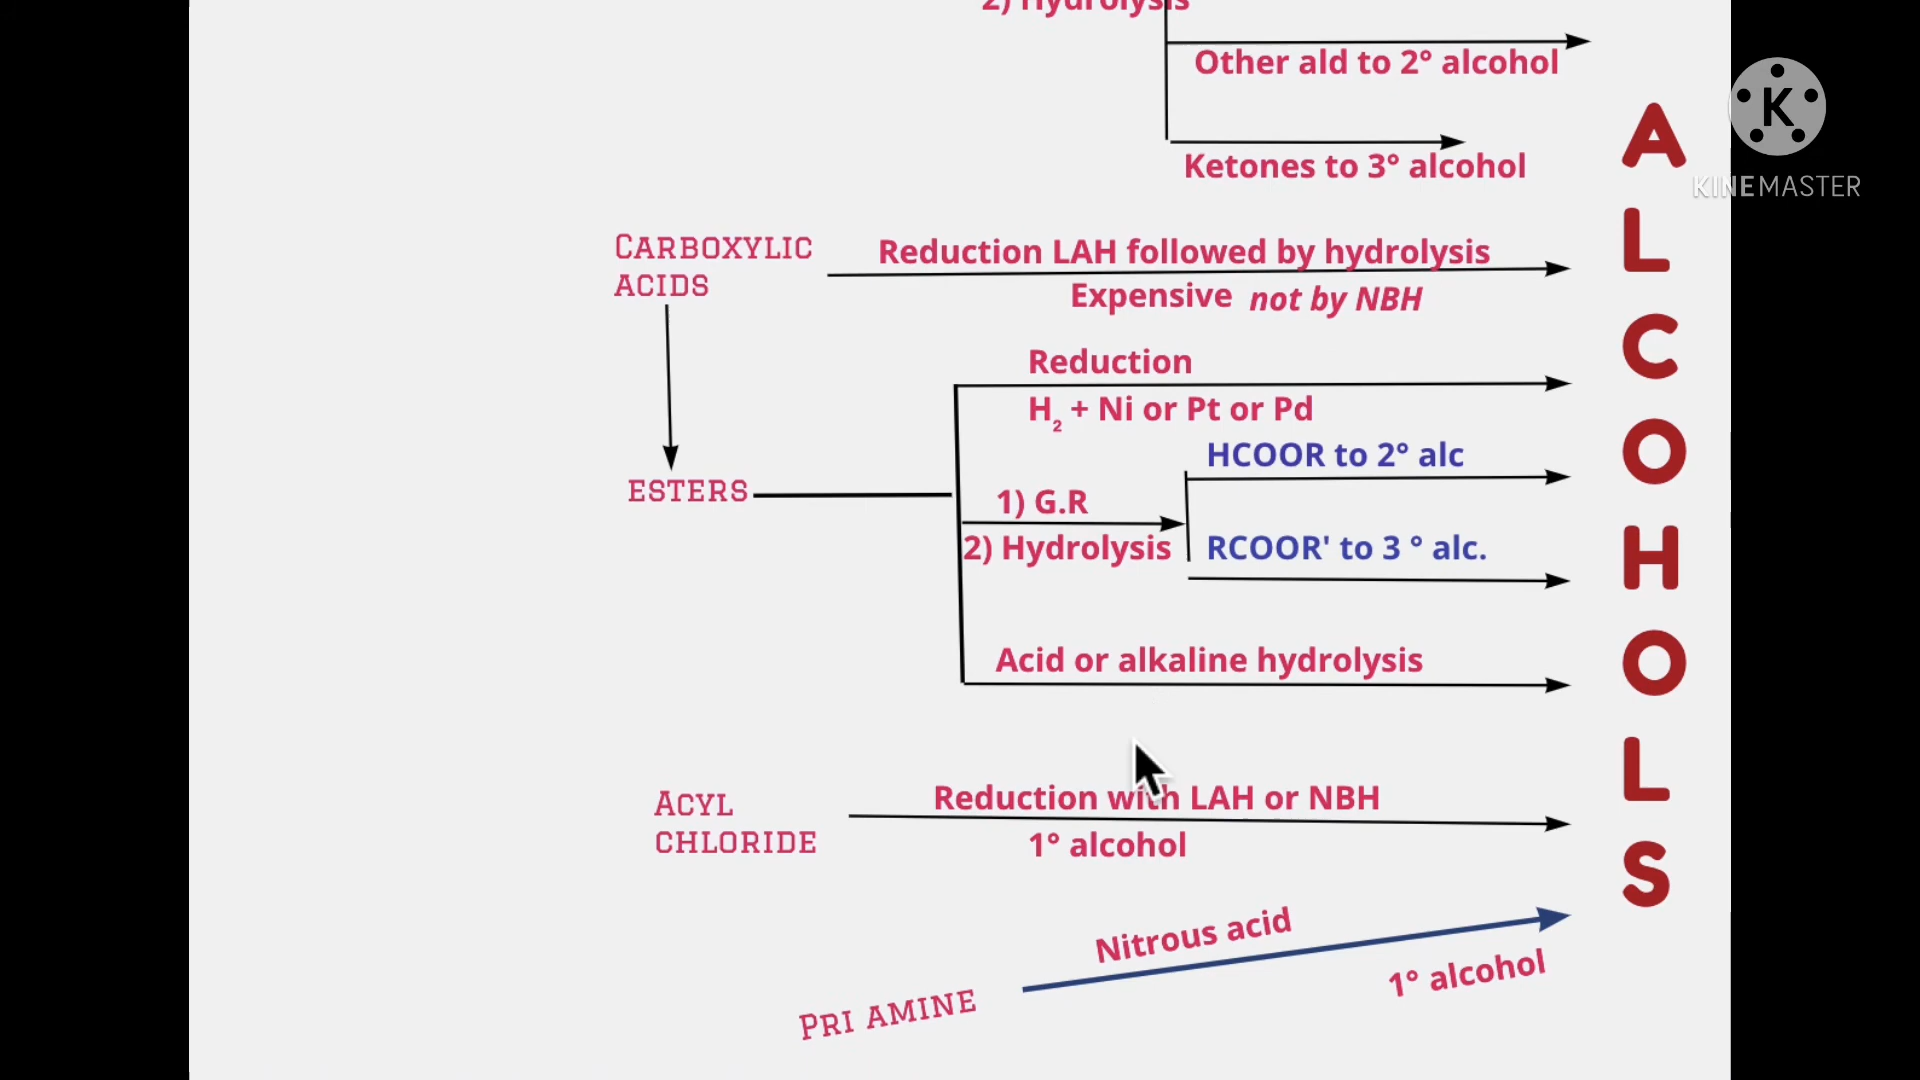 2) Hydrolysis
Other ald to 2° alcohol
Ketones to 3° alcohol
KINEMASTER
CARBOXYLIC
ACIDS
Reduction LAH followed by hydrolysis
Expensive not by NBH
Reduction
H₂ + Ni or Pt or Pd
HCOOR to 2° alc
ESTERS
1) G.R
2) Hydrolysis
RCOOR' to 3 ° alc.
Acid or alkaline hydrolysis
ACYL
CHLORIDE
Reduction with LAH or NBH
1° alcohol
Nitrous acid
1° alcohol
PRI AMINE
A
L
C
O
H
O
L
S
K